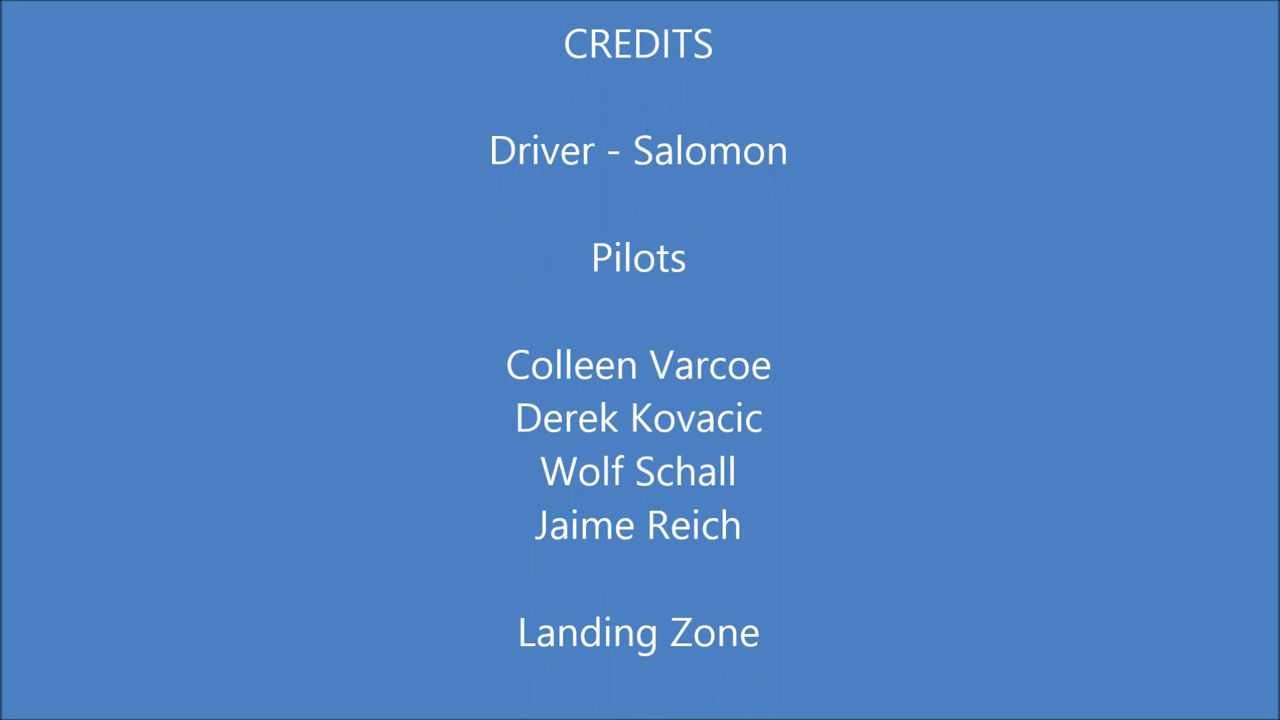 CREDITS
Driver - Salomon
Pilots
Colleen Varcoe
Derek Kovacic
Wolf Schall
Jaime Reich
Landing Zone